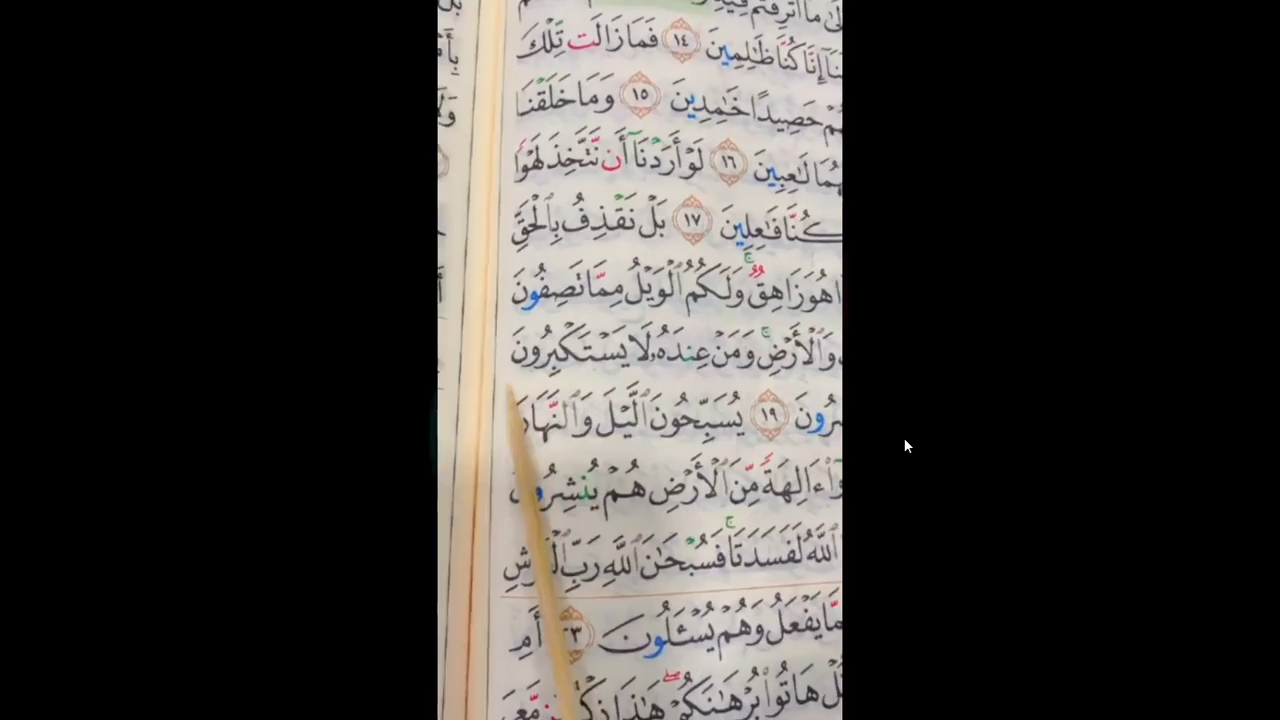 نَّا كُنَّا ظَٰلِمِينَ ١٤ فَمَا زَالَت تِّلْكَ
حَصِيدًا خَٰمِدِينَ ١٥ وَمَا خَلَقْنَا
لَٰعِبِينَ ١٦ لَوْ أَرَدْنَآ أَن نَّتَّخِذَ لَهْوًا
كُنَّا فَٰعِلِينَ ١٧ بَلْ نَقْذِفُ بِٱلْحَقِّ
هُوَ زَاهِقٌ ۚ وَلَكُمُ ٱلْوَيْلُ مِمَّا تَصِفُونَ
وَٱلْأَرْضِ ۚ وَمَنْ عِندَهُۥ لَا يَسْتَكْبِرُونَ
١٩ يُسَبِّحُونَ ٱلَّيْلَ وَٱلنَّهَارَ
ءَالِهَةً مِّنَ ٱلْأَرْضِ هُمْ يُنشِرُونَ
ٱللَّهُ لَفَسَدَتَا ۚ فَسُبْحَٰنَ ٱللَّهِ رَبِّ
يَفْعَلُ وَهُمْ يُسْـَٔلُونَ ٢٣ أَمِ
هَاتُوا۟ بُرْهَٰنَكُمْ ۖ هَٰذَا